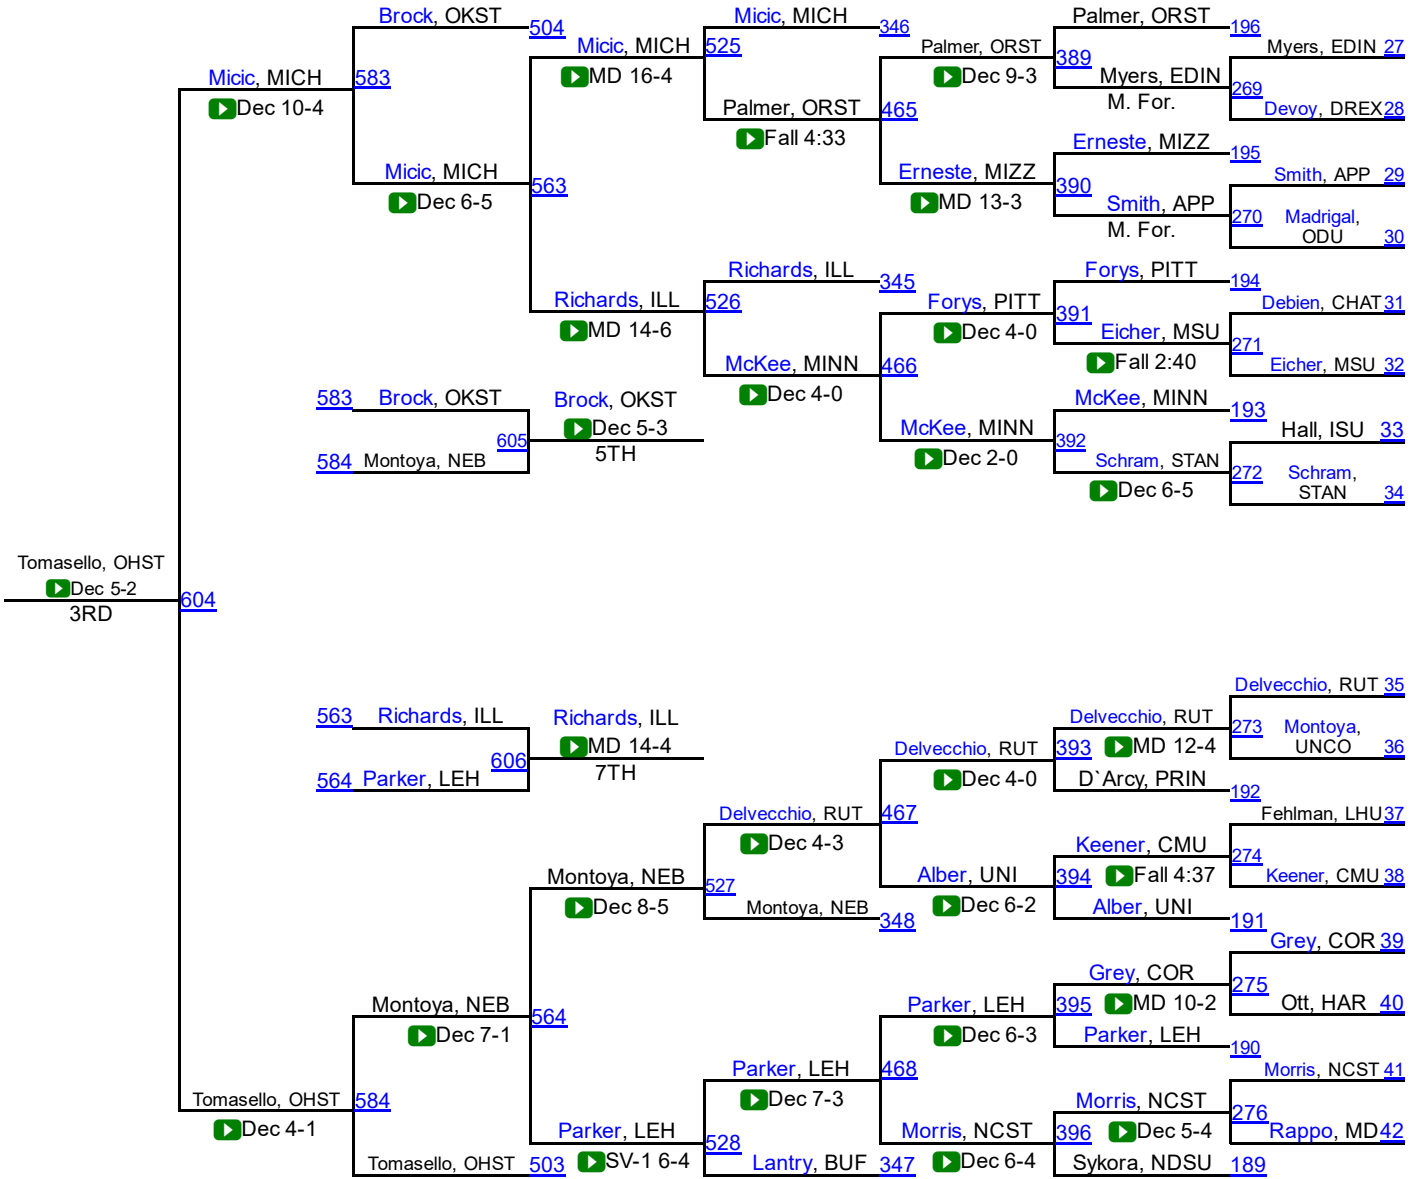 Brock, OKST
504
Micic, MICH
346
Palmer, ORST
196
Micic, MICH
525
Palmer, ORST
Myers, EDIN 27
Micic, MICH
583
MD 16-4
Dec 9-3
389
Myers, EDIN
269
Dec 10-4
Palmer, ORST
465
M. For.
Devoy, DREX 28
Fall 4:33
Erneste, MIZZ
195
Micic, MICH
563
Erneste, MIZZ
390
Smith, APP 29
Dec 6-5
MD 13-3
Smith, APP
270
Madrigal,
M. For.
ODU 30
Richards, ILL
345
Forys, PITT
194
Richards, ILL
526
Forys, PITT
391
Debien, CHAT 31
MD 14-6
Dec 4-0
Eicher, MSU
271
McKee, MINN
466
Fall 2:40
Eicher, MSU 32
583 Brock, OKST
Brock, OKST
Dec 4-0
McKee, MINN
193
605
Dec 5-3
McKee, MINN
392
Hall, ISU 33
584 Montoya, NEB
5TH
Dec 2-0
Schram, STAN
272
Schram,
Dec 6-5
STAN 34
Tomasello, OHST
Dec 5-2
604
3RD
Delvecchio, RUT 35
563 Richards, ILL
Richards, ILL
Delvecchio, RUT
273
Montoya,
606
MD 14-4
Delvecchio, RUT
393
MD 12-4
UNCO 36
564 Parker, LEH
7TH
Dec 4-0
D`Arcy, PRIN
192
Delvecchio, RUT
467
Fehlman, LHU 37
Dec 4-3
Keener, CMU
274
Montoya, NEB
527
Alber, UNI
394
Fall 4:37
Keener, CMU 38
Dec 8-5
Montoya, NEB
348
Dec 6-2
Alber, UNI
191
Grey, COR 39
Grey, COR
275
Montoya, NEB
564
Parker, LEH
395
MD 10-2
Ott, HAR 40
Dec 7-1
Dec 6-3
Parker, LEH
190
Parker, LEH
468
Morris, NCST 41
Tomasello, OHST
584
Dec 7-3
Morris, NCST
276
Dec 4-1
Parker, LEH
528
Morris, NCST
396
Dec 5-4
Rappo, MD 42
Tomasello, OHST 503
SV-1 6-4
Lantry, BUF 347
Dec 6-4
Sykora, NDSU 189